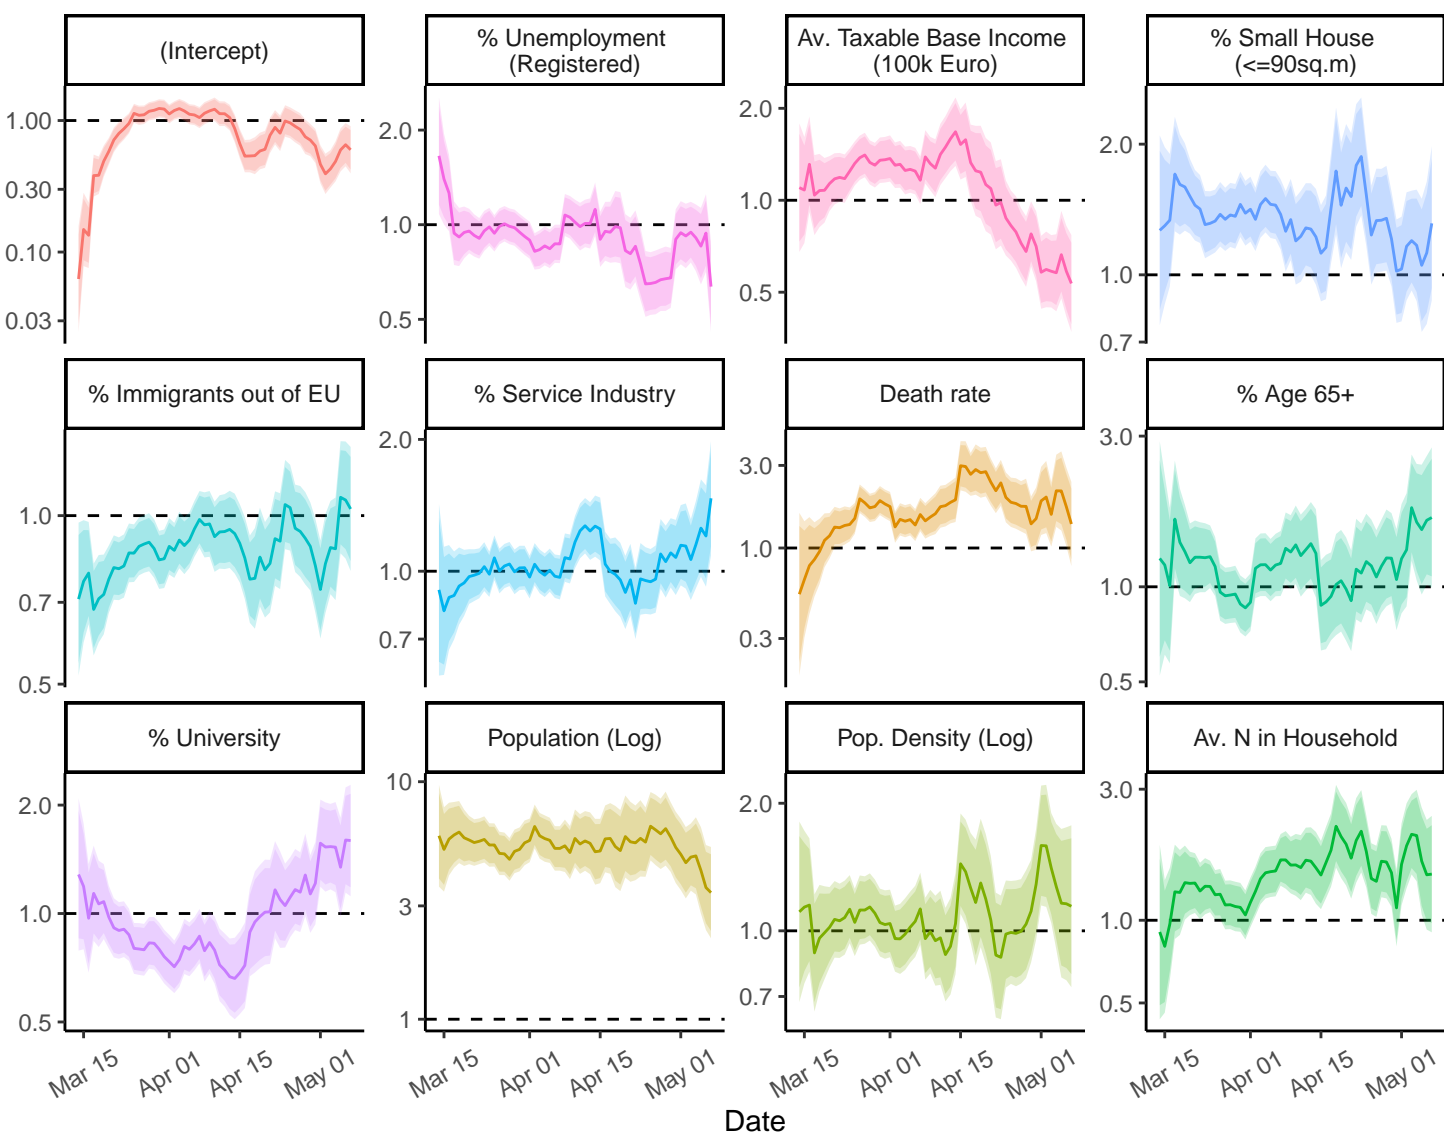 (Intercept)
% Unemployment
(Registered)
Av. Taxable Base Income
(100k Euro)
% Small House
(<=90sq.m)
1.00
0.30
0.10
0.03
2.0
1.0
0.5
2.0
1.0
0.5
2.0
1.0
0.7
% Immigrants out of EU
% Service Industry
Death rate
% Age 65+
1.0
0.7
0.5
2.0
1.0
0.7
3.0
1.0
0.3
3.0
1.0
0.5
% University
Population (Log)
Pop. Density (Log)
Av. N in Household
2.0
1.0
0.5
10
3
1
2.0
1.0
0.7
3.0
1.0
0.5
Mar 15 Apr 01 Apr 15 May 01
Mar 15 Apr 01 Apr 15 May 01
Mar 15 Apr 01 Apr 15 May 01
Mar 15 Apr 01 Apr 15 May 01
Date